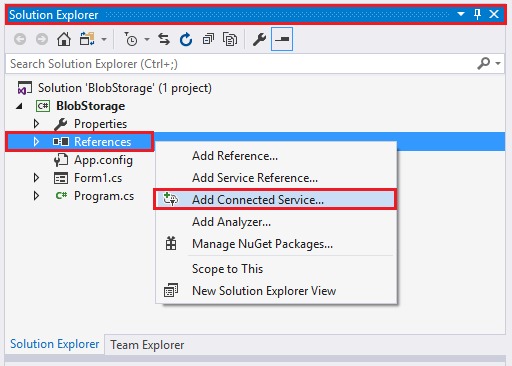 Solution Explorer
Search Solution Explorer (Ctrl+;)
Solution 'BlobStorage' (1 project)
C# BlobStorage
Properties
References
App.config
Form1.cs
C# Program.cs
Add Reference...
Add Service Reference...
Add Connected Service...
Add Analyzer...
Manage NuGet Packages...
Scope to This
New Solution Explorer View
Solution Explorer Team Explorer